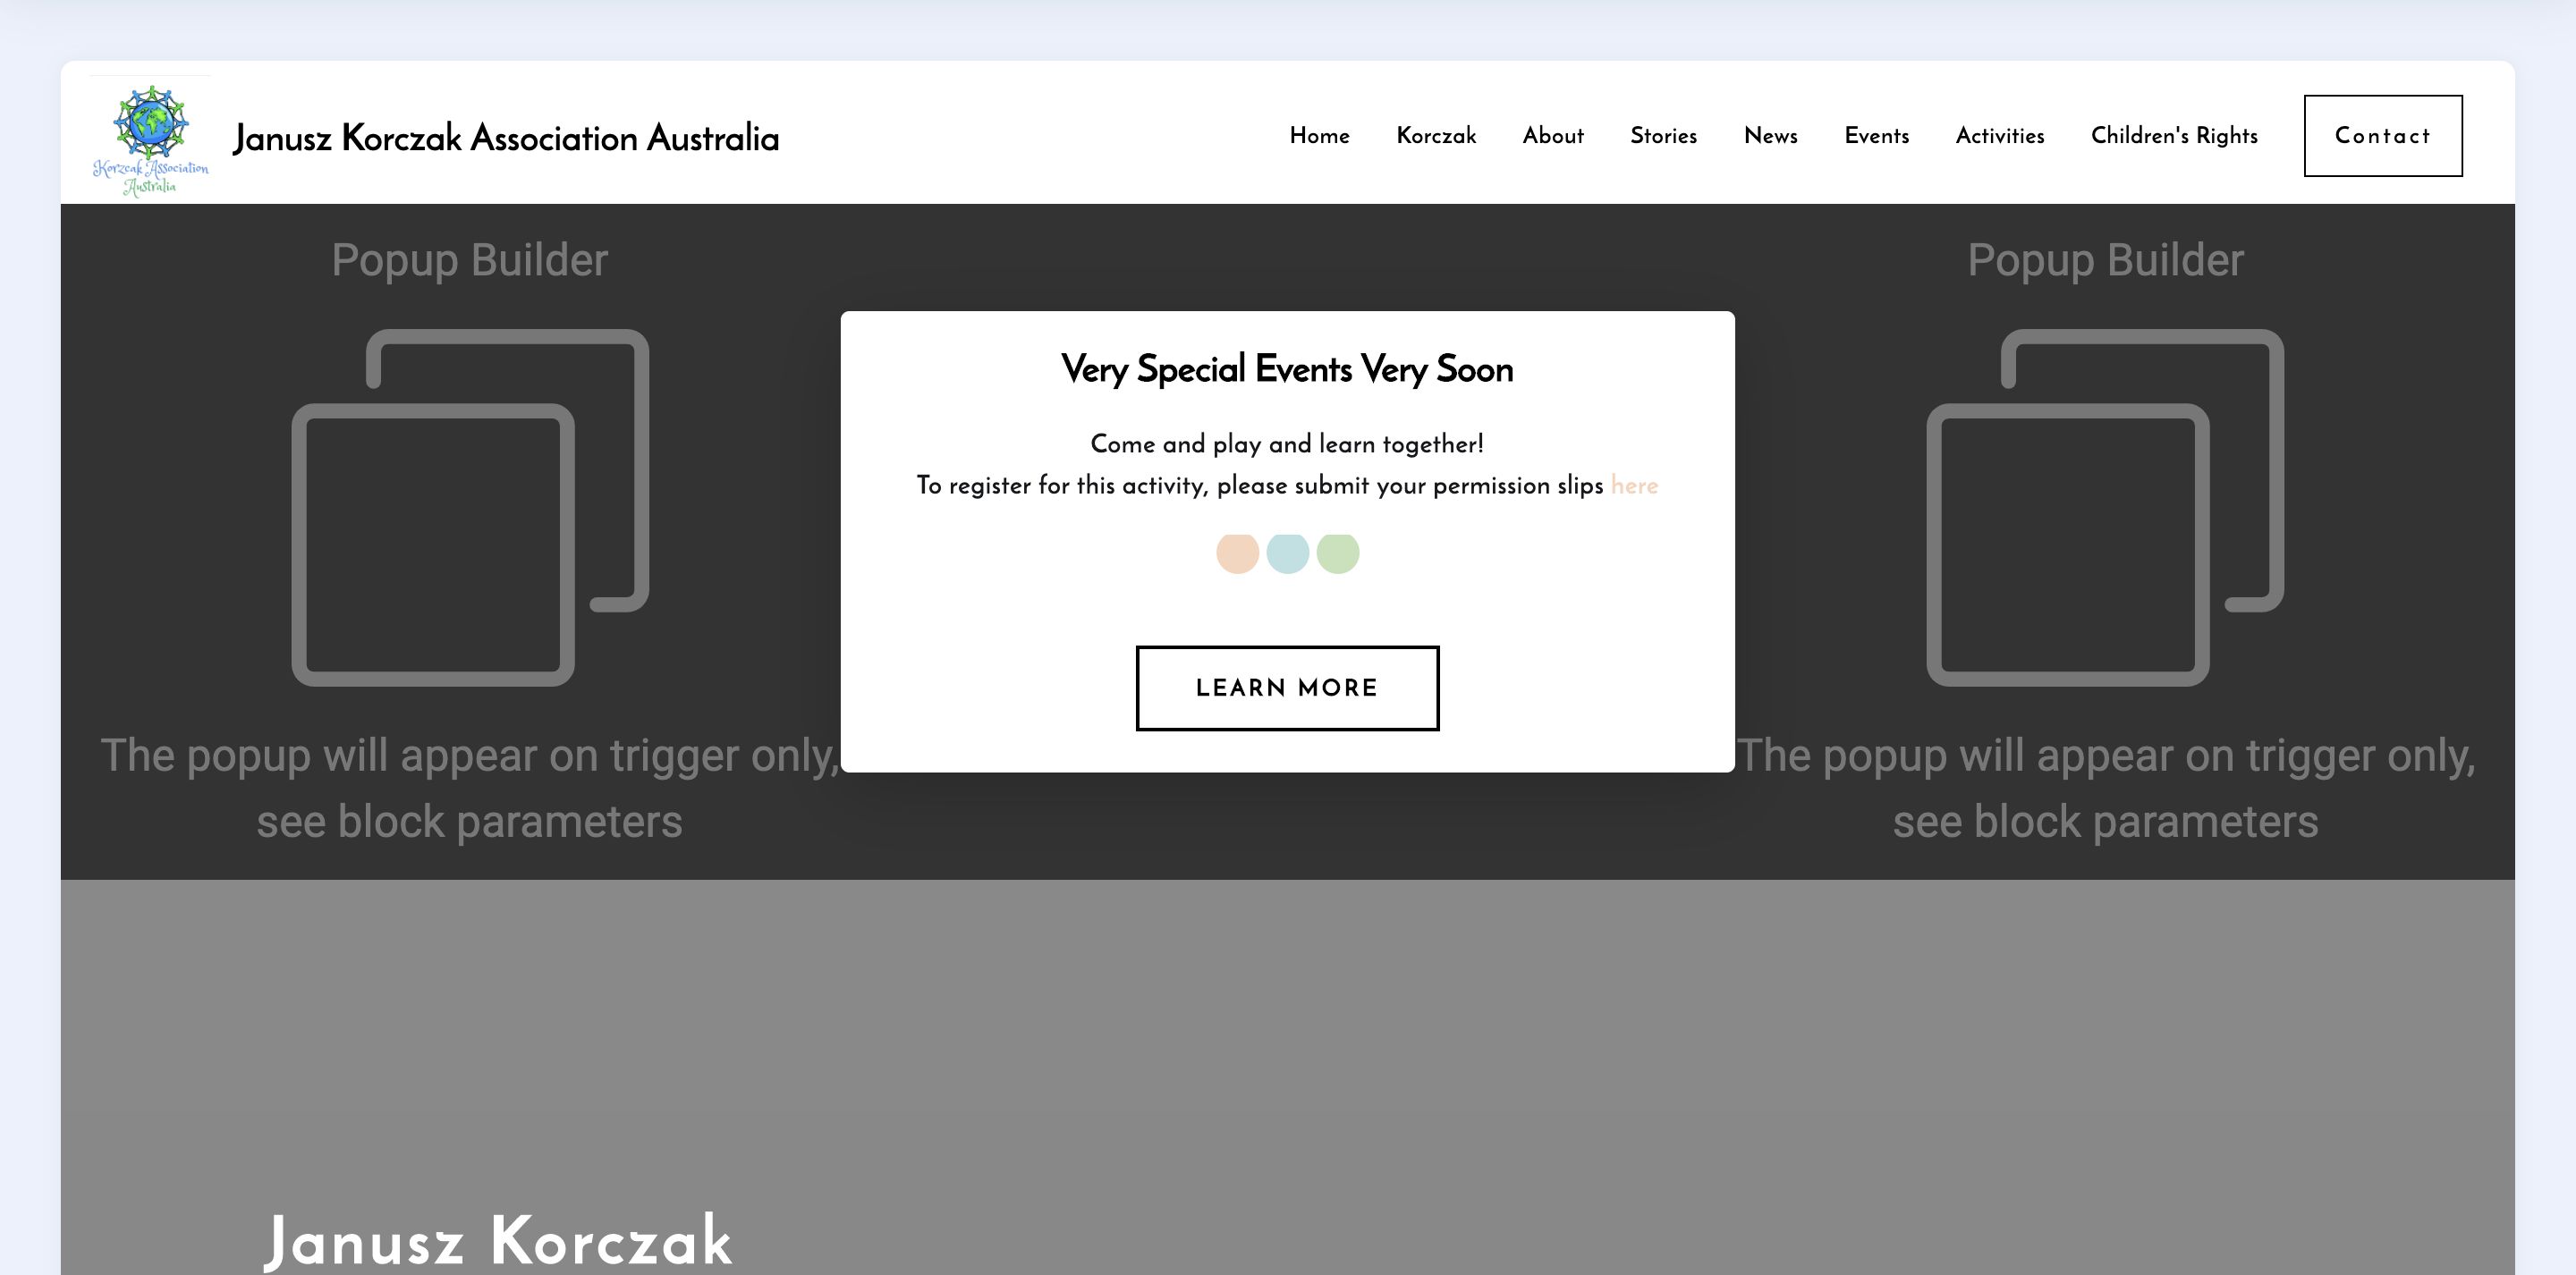 Korzcak Association
Australia
Janusz Korczak Association Australia
Home
Korczak
About
Stories
News
Events
Activities
Children's Rights
Contact
Popup Builder
The popup will appear on trigger only,
see block parameters
Very Special Events Very Soon
Come and play and learn together!
To register for this activity, please submit your permission slips here
LEARN MORE
Popup Builder
The popup will appear on trigger only,
see block parameters
Janusz Korczak